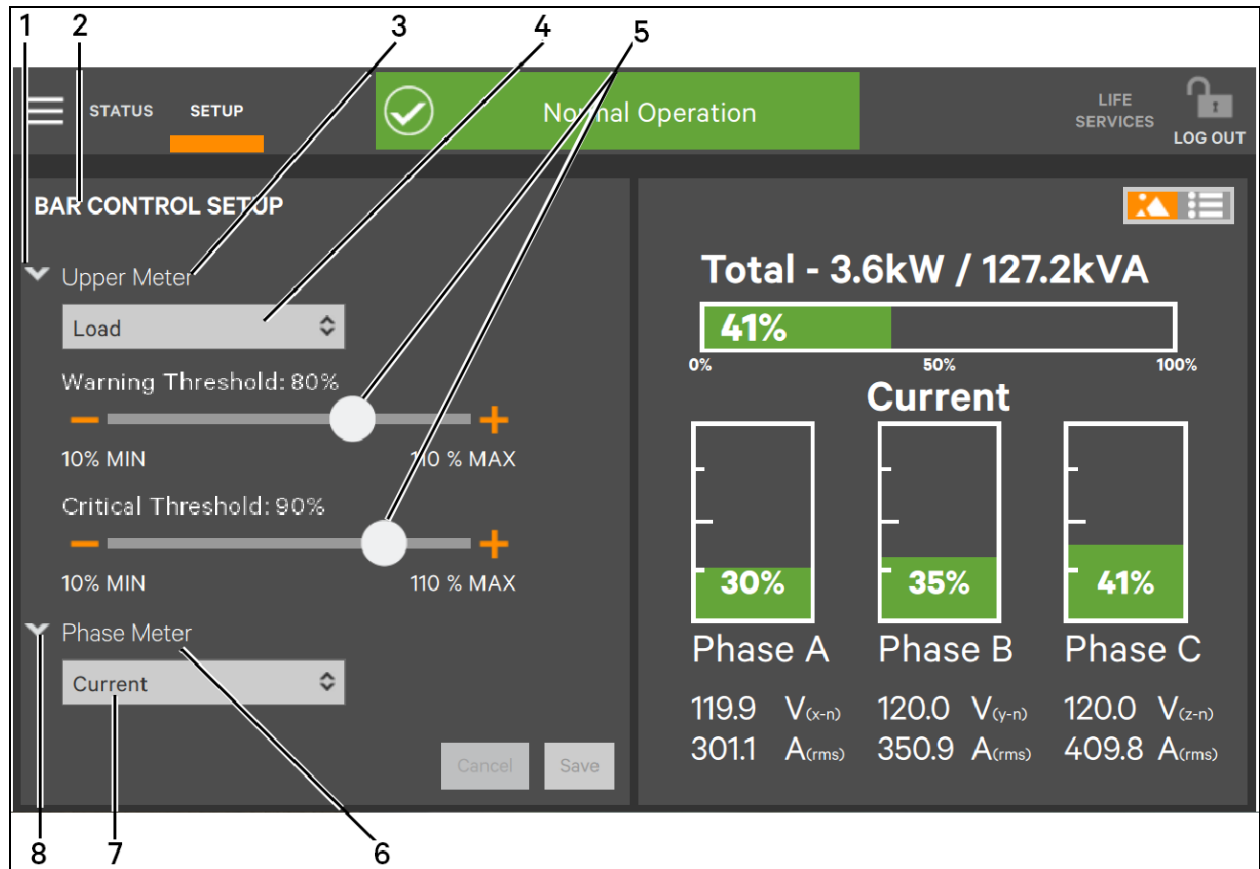 1 2 3 4 5
STATUS SETUP Normal Operation LIFE SERVICES LOG OUT
BAR CONTROL SETUP
Upper Meter
Load
Warning Threshold: 80%
10% MIN 110 % MAX
Critical Threshold: 90%
10% MIN 110 % MAX
Phase Meter
Current
Cancel Save
Total - 3.6kW / 127.2kVA
41%
0% 50% 100%
Current
30% 35% 41%
Phase A Phase B Phase C
119.9 V(x-n) 120.0 V(y-n) 120.0 V(z-n)
301.1 A(rms) 350.9 A(rms) 409.8 A(rms)
8 7 6